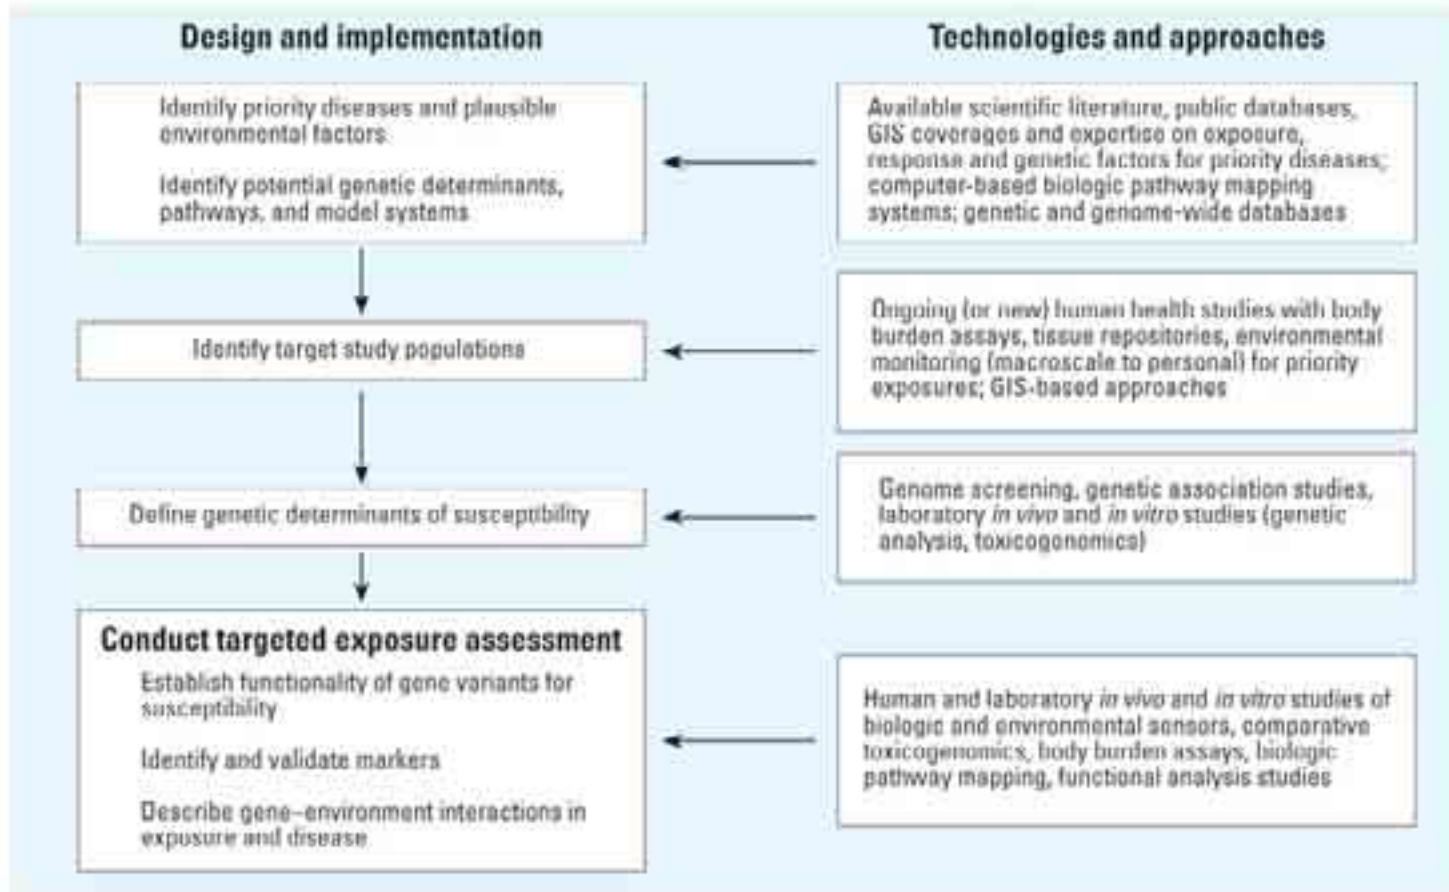 Design and implementation
Identify priority diseases and plausible
environmental factors
Identify potential genetic determinants,
pathways, and model systems
Identify target study populations
Define genetic determinants of susceptibility
Conduct targeted exposure assessment
Establish functionality of gene variants for
susceptibility
Identify and validate markers
Describe gene–environment interactions in
exposure and disease
Technologies and approaches
Available scientific literature, public databases,
GIS coverages and expertise on exposure,
response and genetic factors for priority diseases;
computer-based biologic pathway mapping
systems; genetic and genome-wide databases
Ongoing (or new) human health studies with body
burden assays, tissue repositories, environmental
monitoring (macroscale to personal) for priority
exposures; GIS-based approaches
Genome screening, genetic association studies,
laboratory in vivo and in vitro studies (genetic
analysis, toxicogenomics)
Human and laboratory in vivo and in vitro studies of
biologic and environmental sensors, comparative
toxicogenomics, body burden assays, biologic
pathway mapping, functional analysis studies